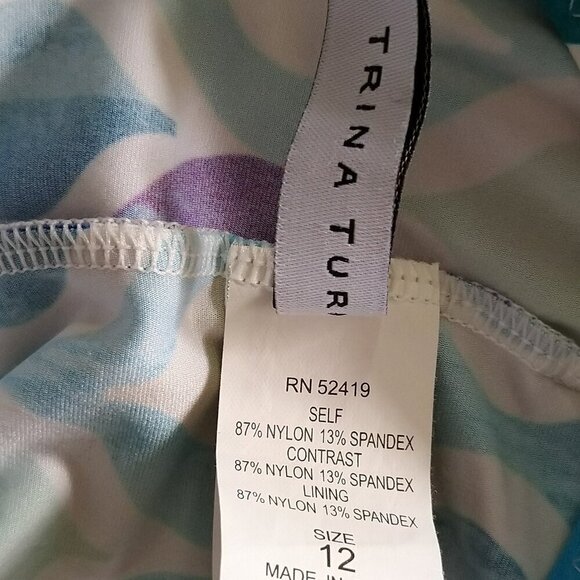 TRINA TUR
RN 52419
SELF
87% NYLON 13% SPANDEX
CONTRAST
87% NYLON 13% SPANDEX
LINING
87% NYLON 13% SPANDEX
SIZE
12
MADE IN